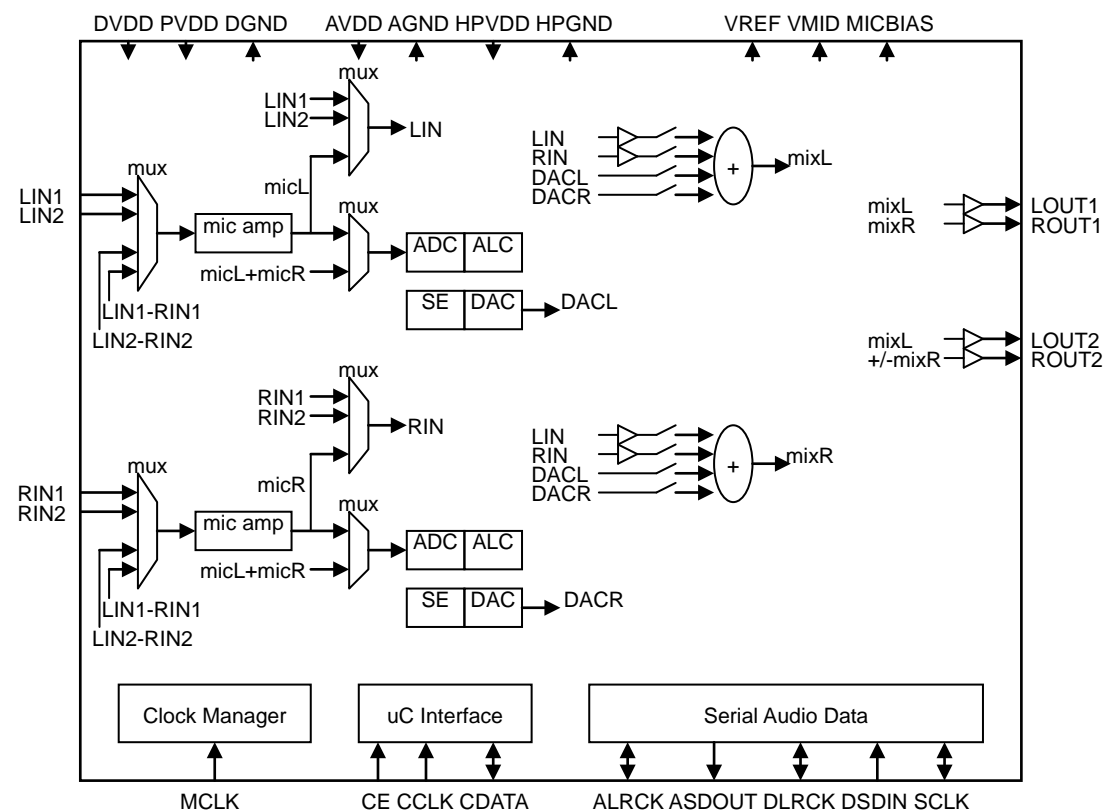 DVDD PVDD DGND AVDD AGND HPVDD HPGND VREF VMID MICBIAS
mux
LIN1
LIN2
LIN
micL
mux
LIN1
LIN2
mic amp
mux
micL+micR
ADC ALC
SE DAC
DACL
LIN1-RIN1
LIN2-RIN2
LIN
RIN
DACL
DACR
+
mixL
mixL
mixR
LOUT1
ROUT1
mixL
+/-mixR
LOUT2
ROUT2
mux
RIN1
RIN2
RIN
micR
mux
RIN1
RIN2
mic amp
mux
micL+micR
ADC ALC
SE DAC
DACR
LIN1-RIN1
LIN2-RIN2
LIN
RIN
DACL
DACR
+
mixR
Clock Manager
uC Interface
Serial Audio Data
MCLK CE CCLK CDATA ALRCK ASDOUT DLRCK DSDIN SCLK